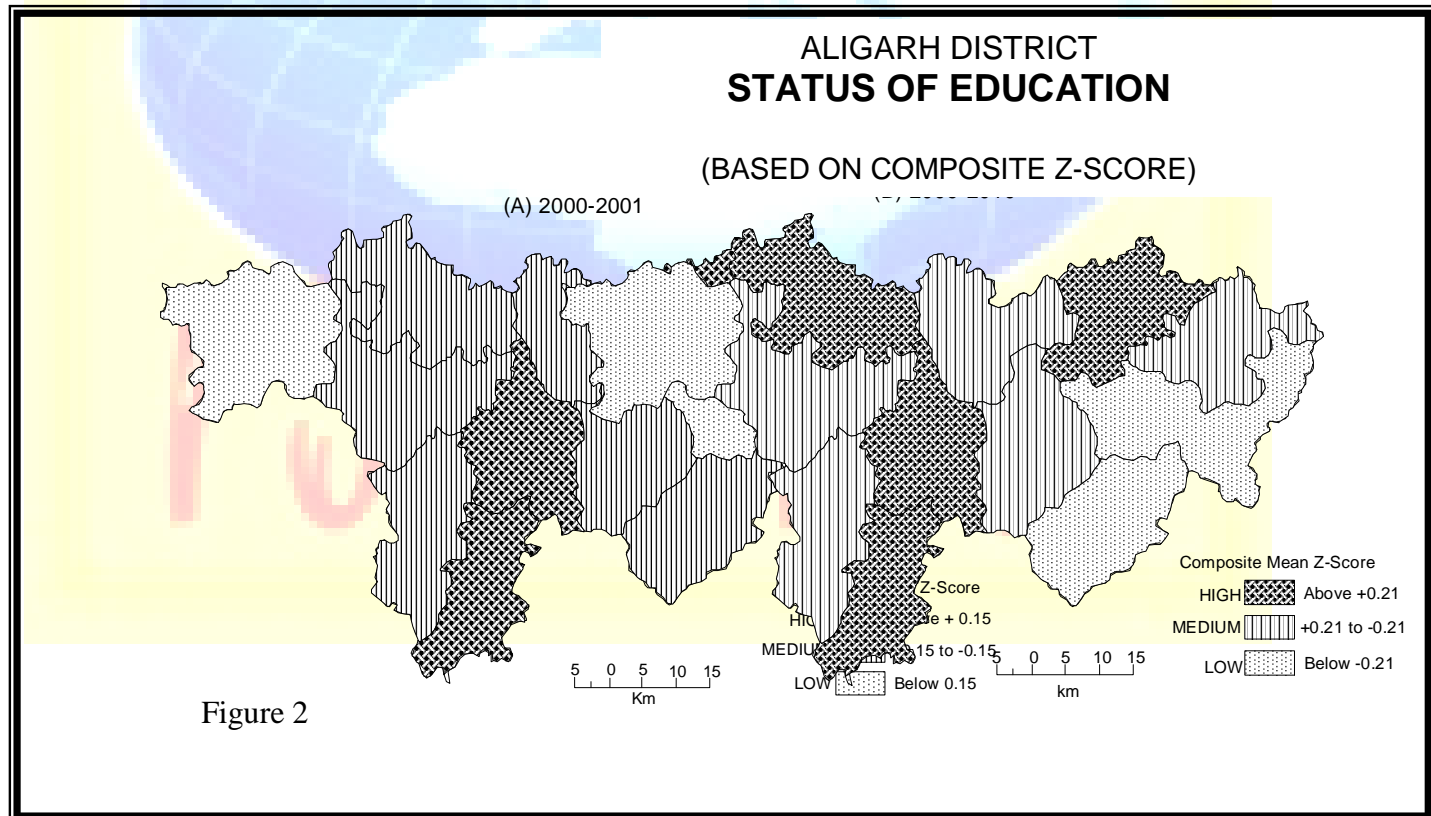 ALIGARH DISTRICT
STATUS OF EDUCATION
(BASED ON COMPOSITE Z-SCORE)
(A) 2000-2001
Composite Mean Z-Score
HIGH Above +0.21
MEDIUM +0.21 to -0.21
LOW Below -0.21
Z-Score
+ 0.15
15 to -0.15
LOW Below 0.15
5 0 5 10 15
Km
5 0 5 10 15
km
Figure 2